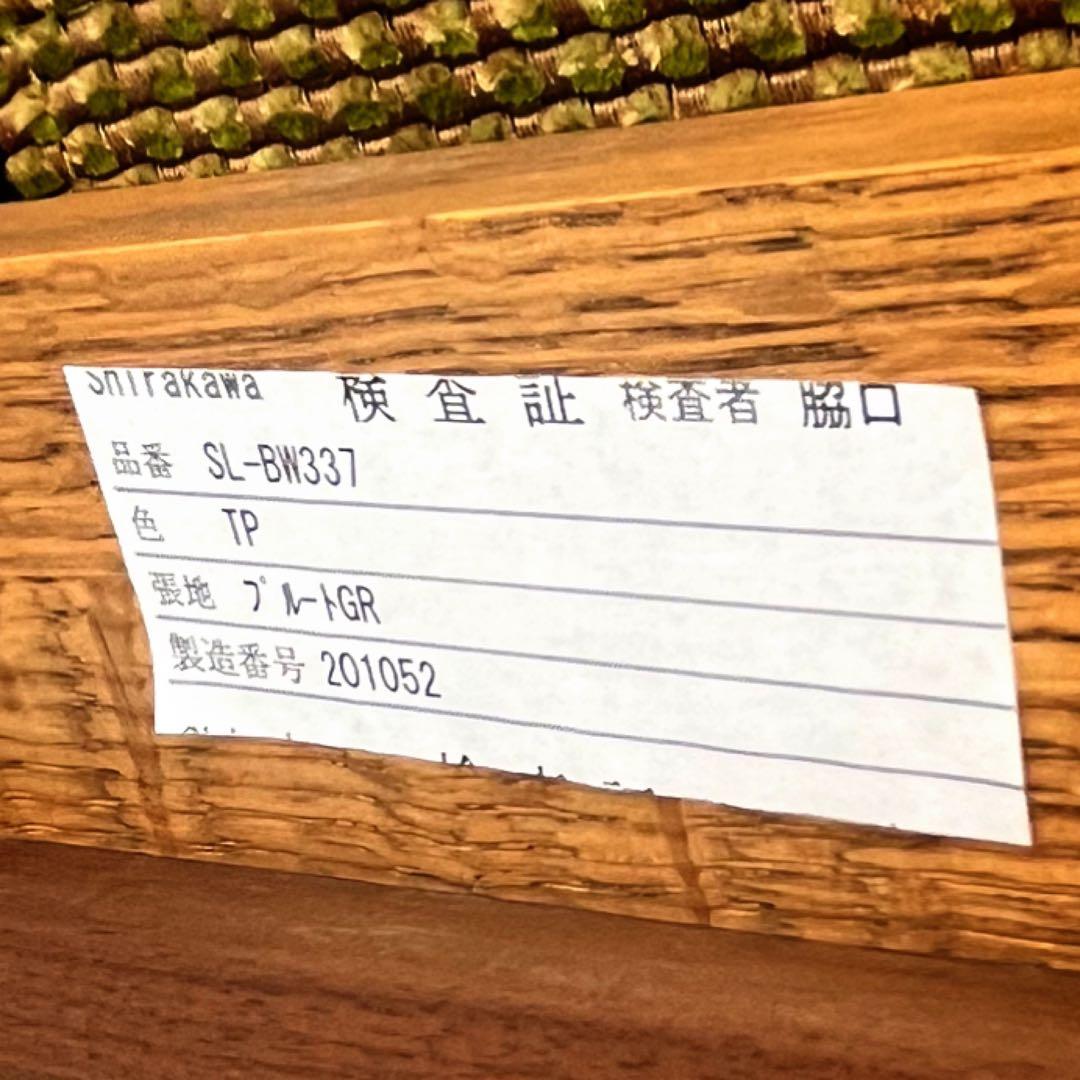 Shirakawa 検査証 検査者 脇口
品番 SL-BW337
色 TP
張地 プルートGR
製造番号 201052